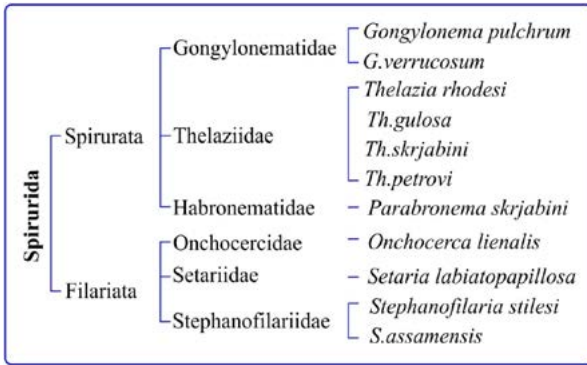 Spirurida
Spirurata
Gongylonematidae
Gongylonema pulchrum
G.verrucosum
Thelaziidae
Thelazia rhodesi
Th.gulosa
Th.skrjabini
Th.petrovi
Habronematidae
Parabronema skrjabini
Filariata
Onchocercidae
Onchocerca lienalis
Setariidae
Setaria labiatopapillosa
Stephanofilariidae
Stephanofilaria stilesi
S.assamensis